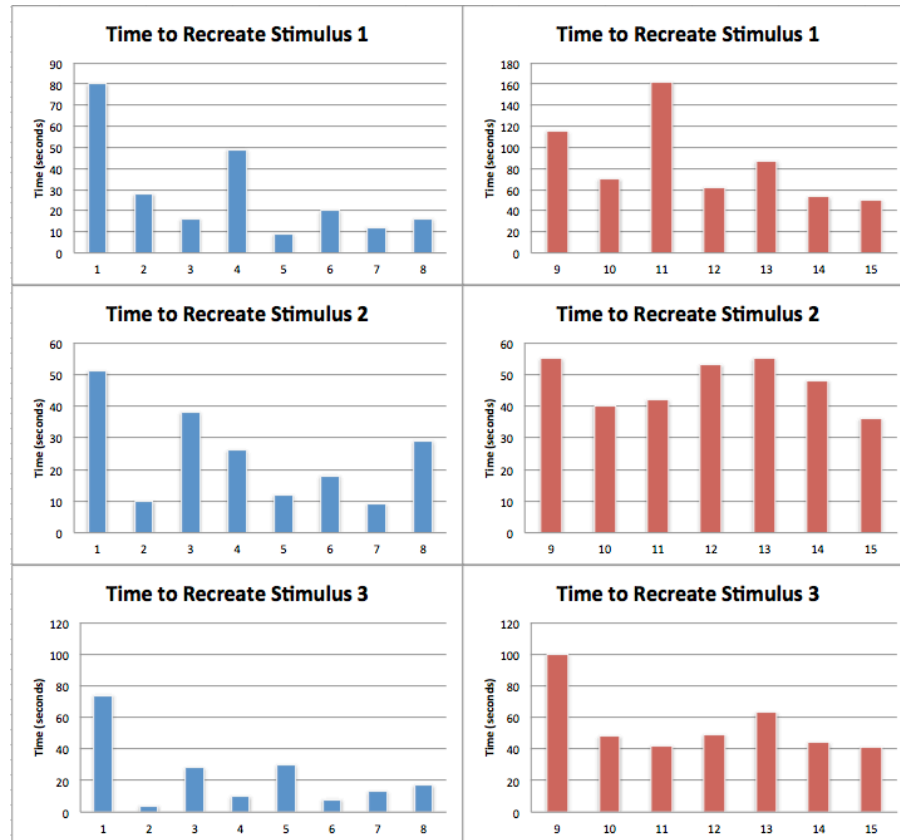 Time to Recreate Stimulus 1
Time (seconds)
90
80
70
60
50
40
30
20
10
0
1 2 3 4 5 6 7 8
Time to Recreate Stimulus 1
Time (seconds)
180
160
140
120
100
80
60
40
20
0
9 10 11 12 13 14 15
Time to Recreate Stimulus 2
Time (seconds)
60
50
40
30
20
10
0
1 2 3 4 5 6 7 8
Time to Recreate Stimulus 2
Time (seconds)
60
50
40
30
20
10
0
9 10 11 12 13 14 15
Time to Recreate Stimulus 3
Time (seconds)
120
100
80
60
40
20
0
1 2 3 4 5 6 7 8
Time to Recreate Stimulus 3
Time (seconds)
120
100
80
60
40
20
0
9 10 11 12 13 14 15